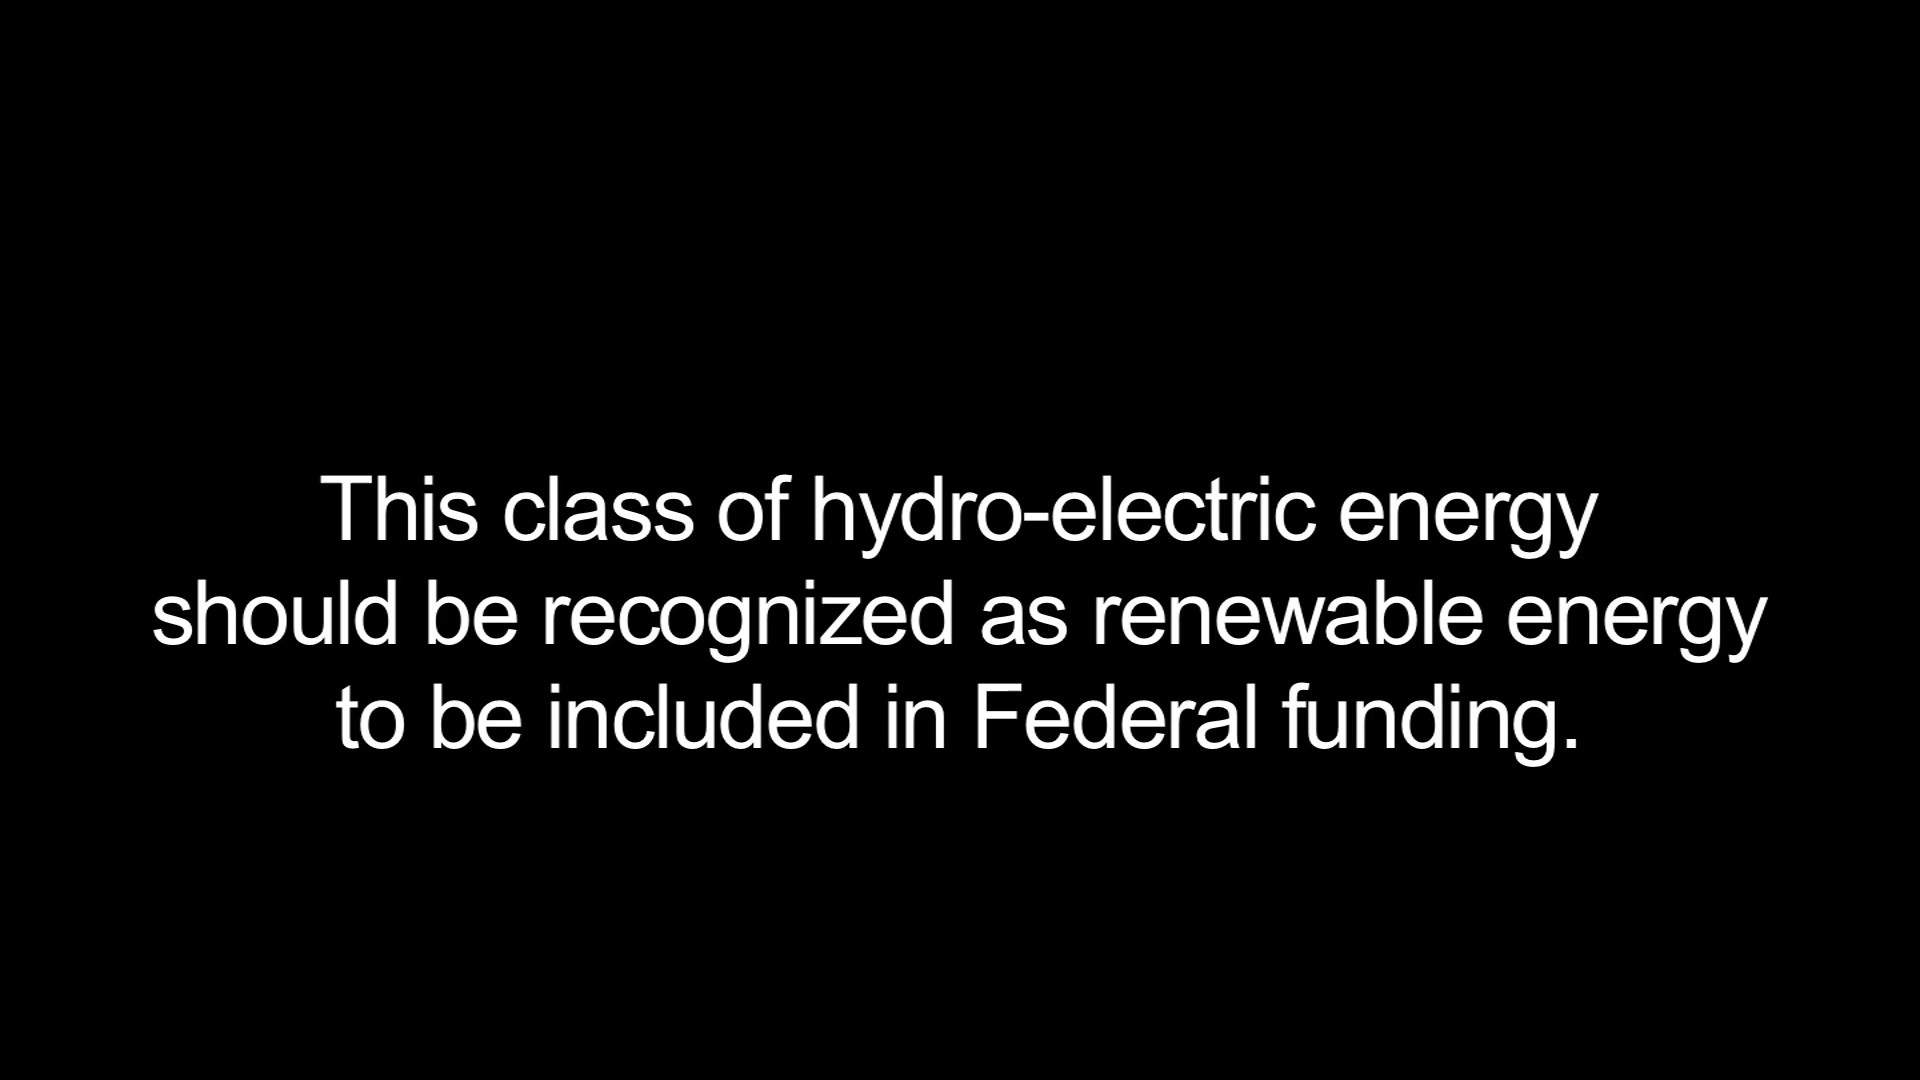 This class of hydro-electric energy
should be recognized as renewable energy
to be included in Federal funding.